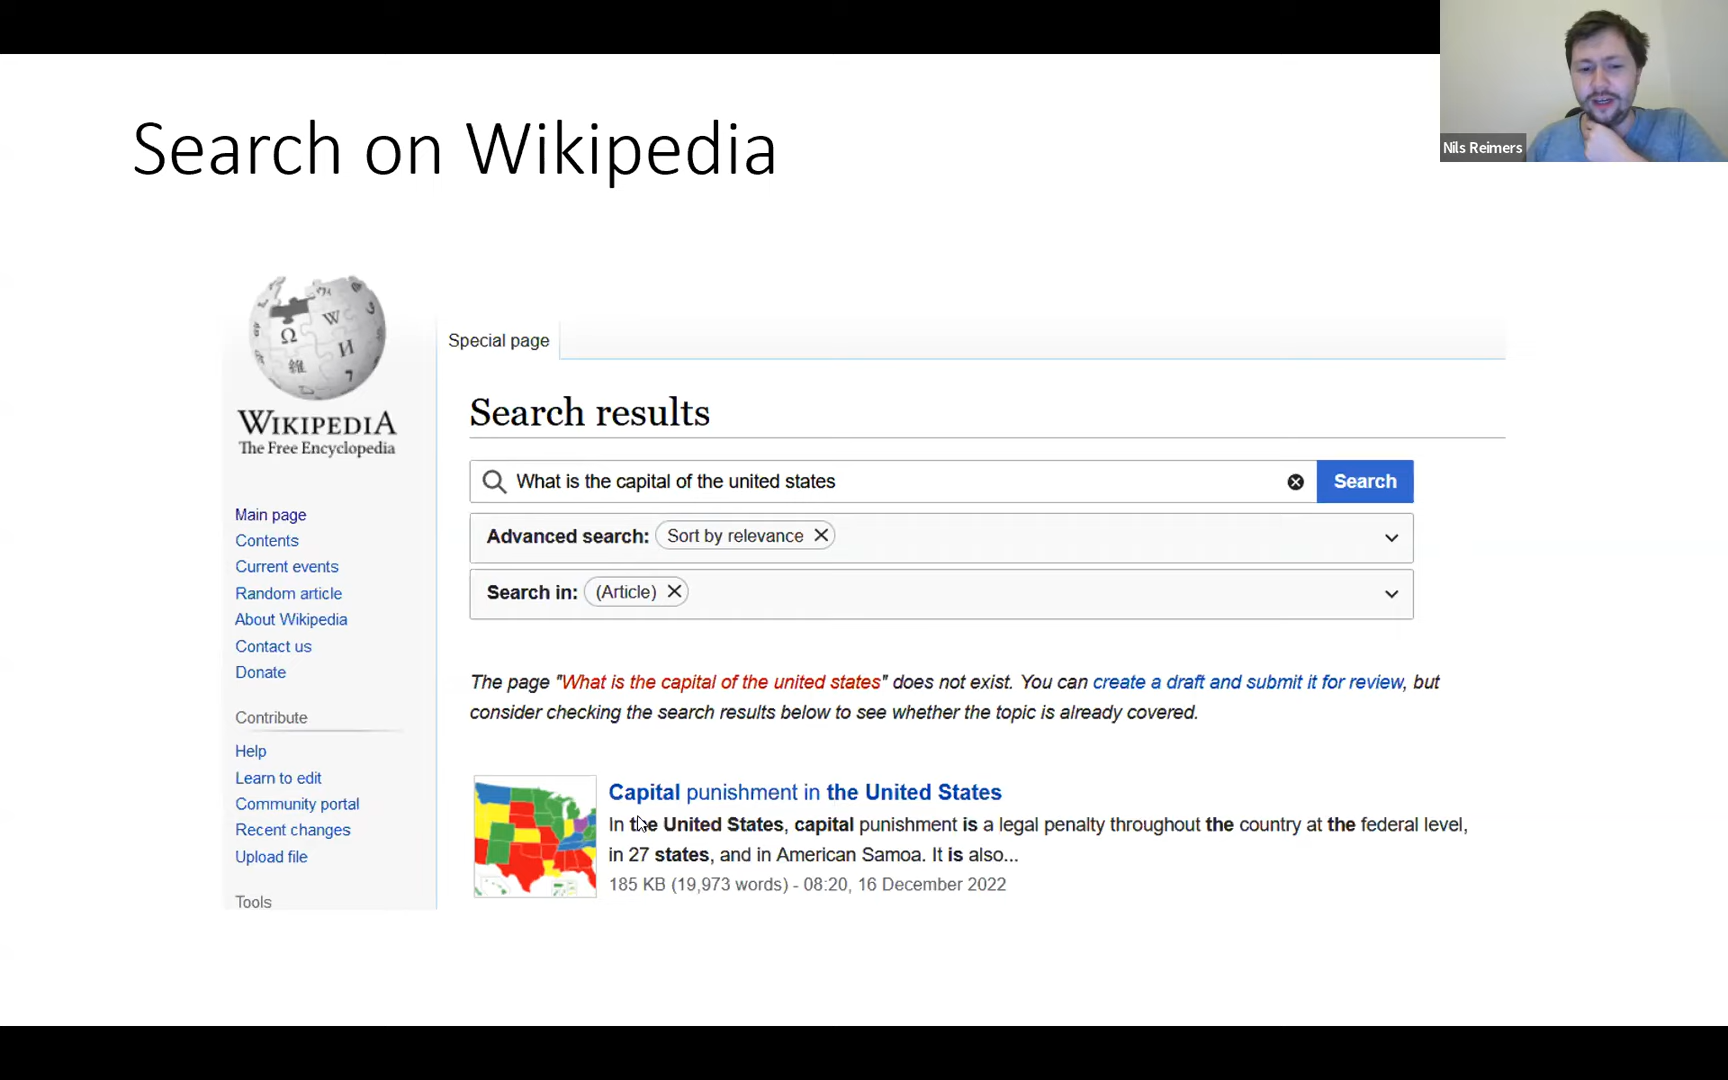 Search on Wikipedia
Nils Reimers
WIKIPEDIA
The Free Encyclopedia
Main page
Contents
Current events
Random article
About Wikipedia
Contact us
Donate
Contribute
Help
Learn to edit
Community portal
Recent changes
Upload file
Tools
Special page
Search results
What is the capital of the united states
Search
Advanced search: Sort by relevance
Search in: (Article)
The page "What is the capital of the united states" does not exist. You can create a draft and submit it for review, but
consider checking the search results below to see whether the topic is already covered.
Capital punishment in the United States
In the United States, capital punishment is a legal penalty throughout the country at the federal level,
in 27 states, and in American Samoa. It is also...
185 KB (19,973 words) - 08:20, 16 December 2022